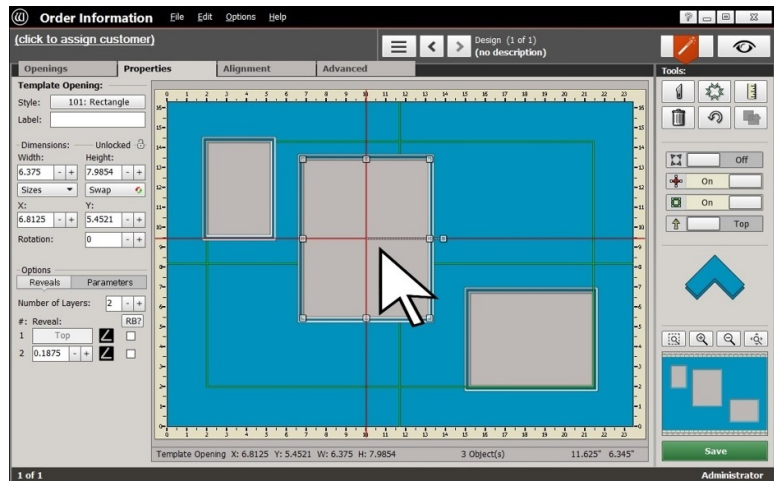 Order Information File Edit Options Help
(click to assign customer)
Design (1 of 1)
(no description)
Openings Properties Alignment Advanced
Template Opening:
Style: 101: Rectangle
Label:
Dimensions: Unlocked
Width: Height:
6.375 - + 7.9854 - +
Sizes Swap
X: Y:
6.8125 - + 5.4521 - +
Rotation: 0 - +
Options
Reveals Parameters
Number of Layers: 2 - +
#: Reveal: RB?
1 Top
2 0.1875 - +
Template Opening X: 6.8125 Y: 5.4521 W: 6.375 H: 7.9854 3 Object(s) 11.625" 6.345"
Tools:
Off
On
On
Top
Save
1 of 1 Administrator